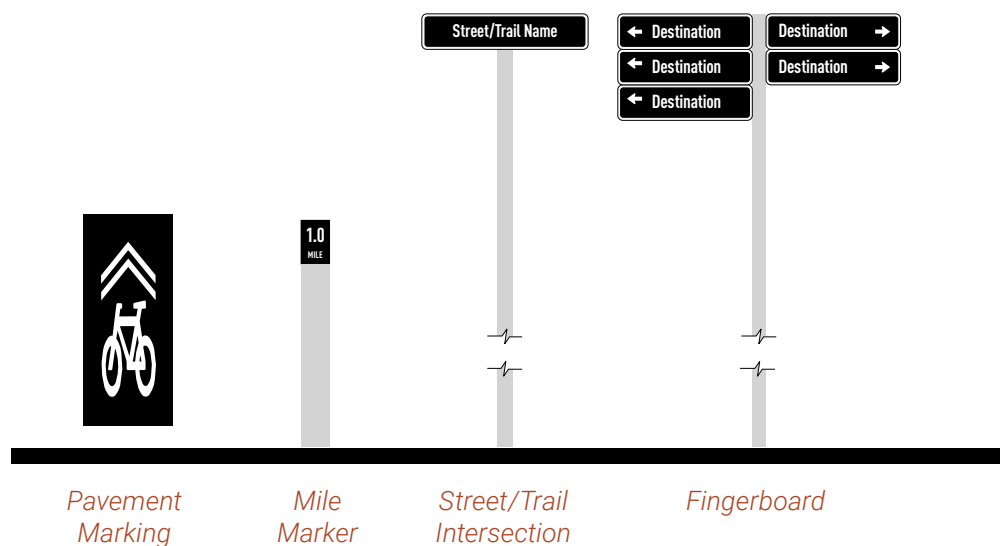 Street/Trail Name
Destination
Destination
Destination
Destination
Destination
1.0
MILE
Pavement
Marking
Mile
Marker
Street/Trail
Intersection
Fingerboard